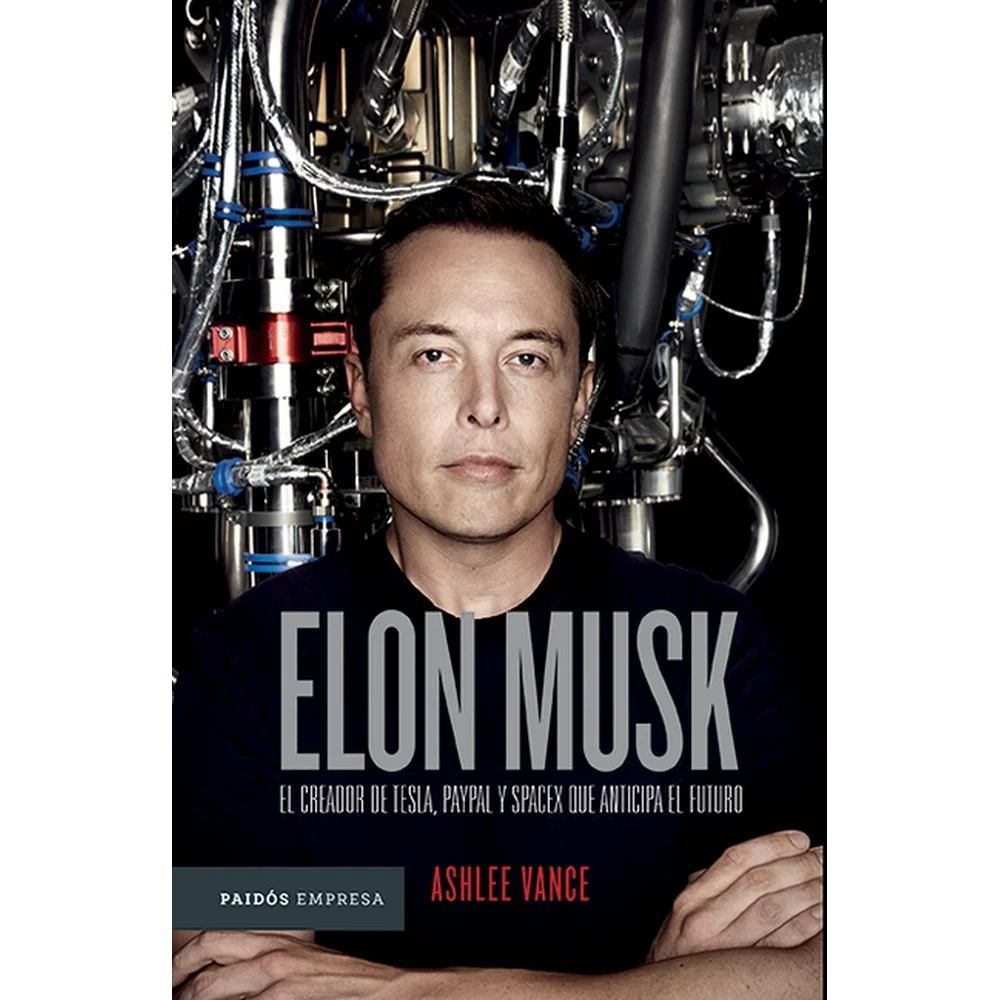 ELON MUSK
EL CREADOR DE TESLA, PAYPAL Y SPACEX QUE ANTICIPA EL FUTURO
ASHLEE VANCE
PAIDÓS EMPRESA